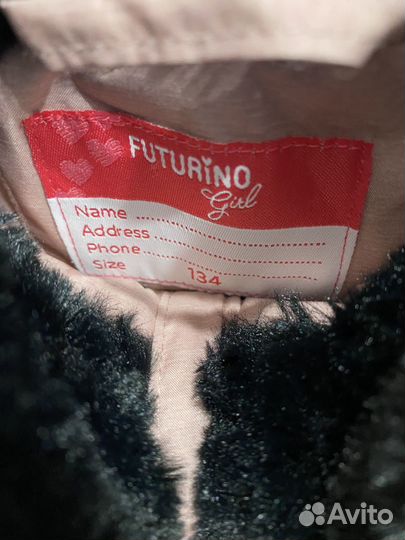 FUTURiNO
Girl
Name ..........................
Address ......................
Phone .........................
Size .......... 134 ..........
Avito